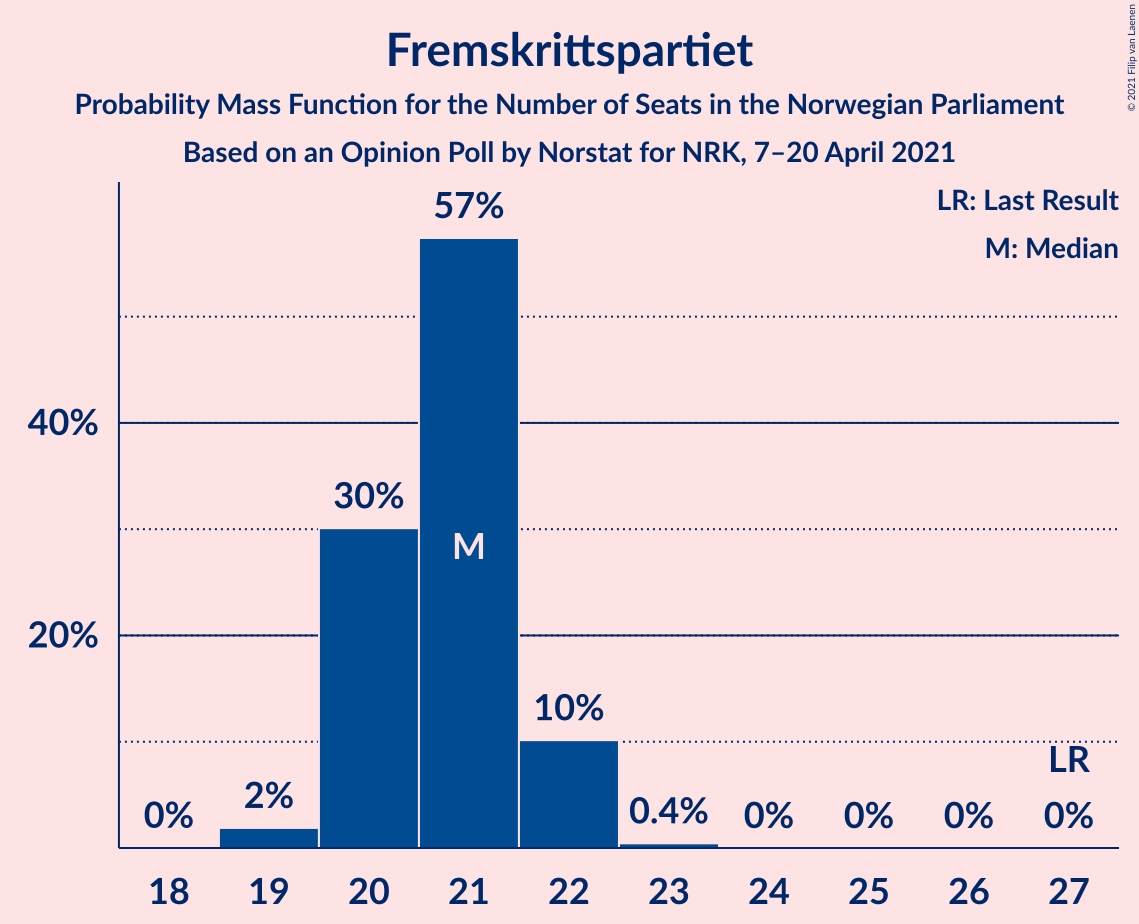 Fremskrittspartiet
Probability Mass Function for the Number of Seats in the Norwegian Parliament
Based on an Opinion Poll by Norstat for NRK, 7–20 April 2021
© 2021 Filip van Laenen
LR: Last Result
M: Median
57%
40%
30%
M
20%
10%
LR
0% 2% 0.4% 0% 0% 0% 0%
18 19 20 21 22 23 24 25 26 27